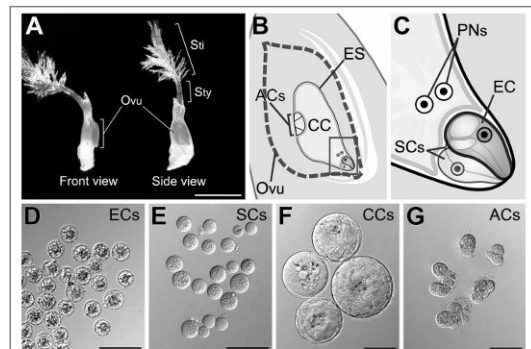 A
Sti
Sty
Ovu
Front view
Side view
B
ES
ACs
CC
Ovu
C
PNs
EC
SCs
D
ECs
E
SCs
F
CCs
G
ACs